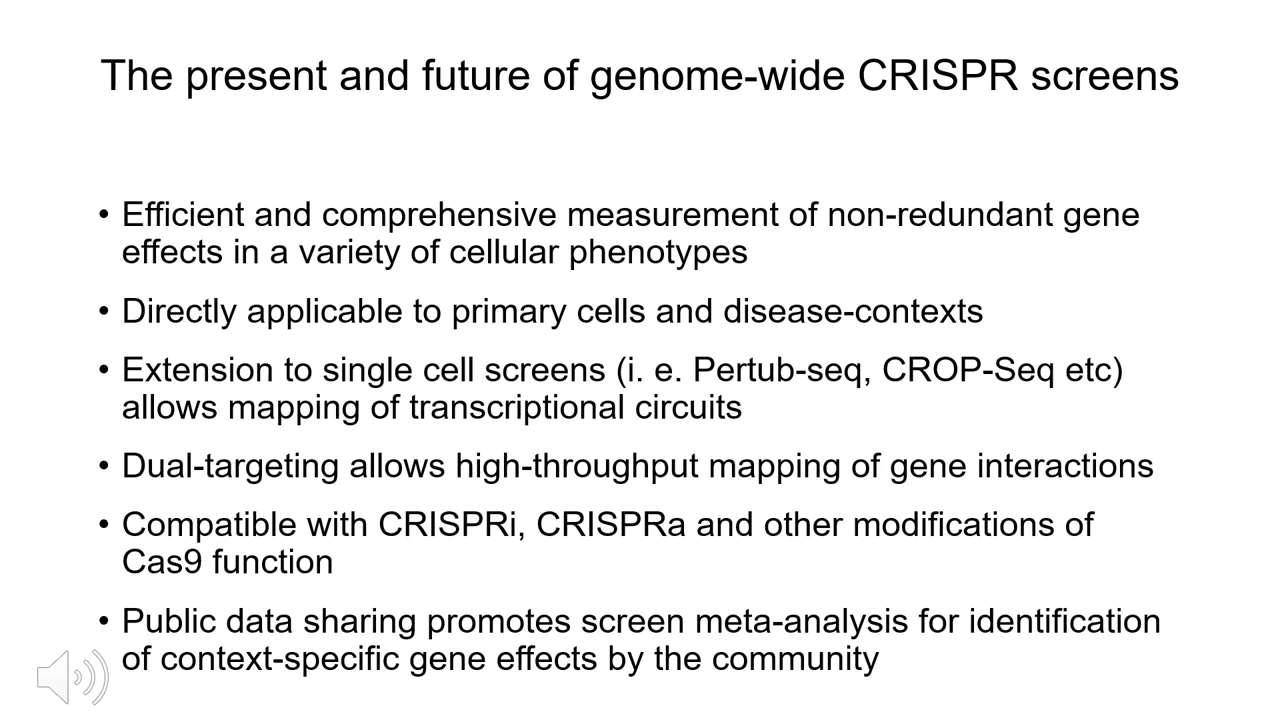 The present and future of genome-wide CRISPR screens
• Efficient and comprehensive measurement of non-redundant gene
effects in a variety of cellular phenotypes
• Directly applicable to primary cells and disease-contexts
• Extension to single cell screens (i. e. Pertub-seq, CROP-Seq etc)
allows mapping of transcriptional circuits
• Dual-targeting allows high-throughput mapping of gene interactions
• Compatible with CRISPRi, CRISPRa and other modifications of
Cas9 function
• Public data sharing promotes screen meta-analysis for identification
of context-specific gene effects by the community